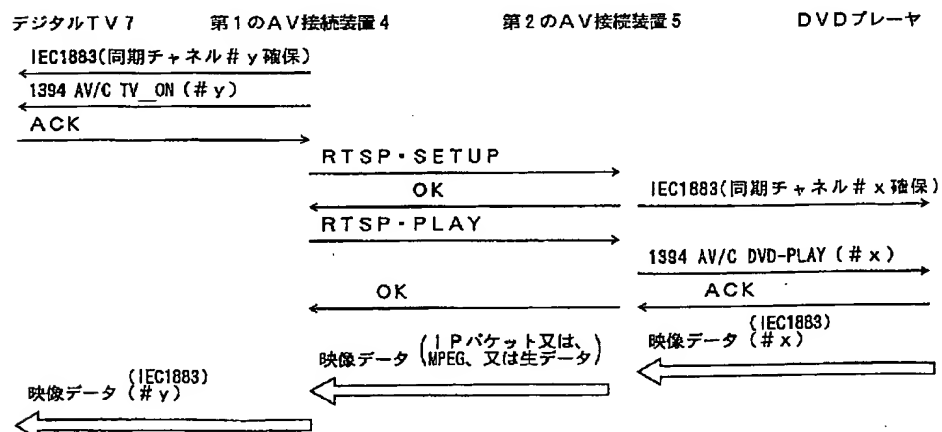 デジタルTV7 第1のAV接続装置4 第2のAV接続装置5 DVDプレーヤ
IEC1883(同期チャネル#y確保)
1394 AV/C TV_ON (#y)
ACK
RTSP・SETUP
OK IEC1883(同期チャネル#x確保)
RTSP・PLAY
1394 AV/C DVD-PLAY (#x)
OK ACK
映像データ (IPパケット又は、MPEG、又は生データ)
映像データ (IEC1883) (#x)
映像データ (IEC1883) (#y)